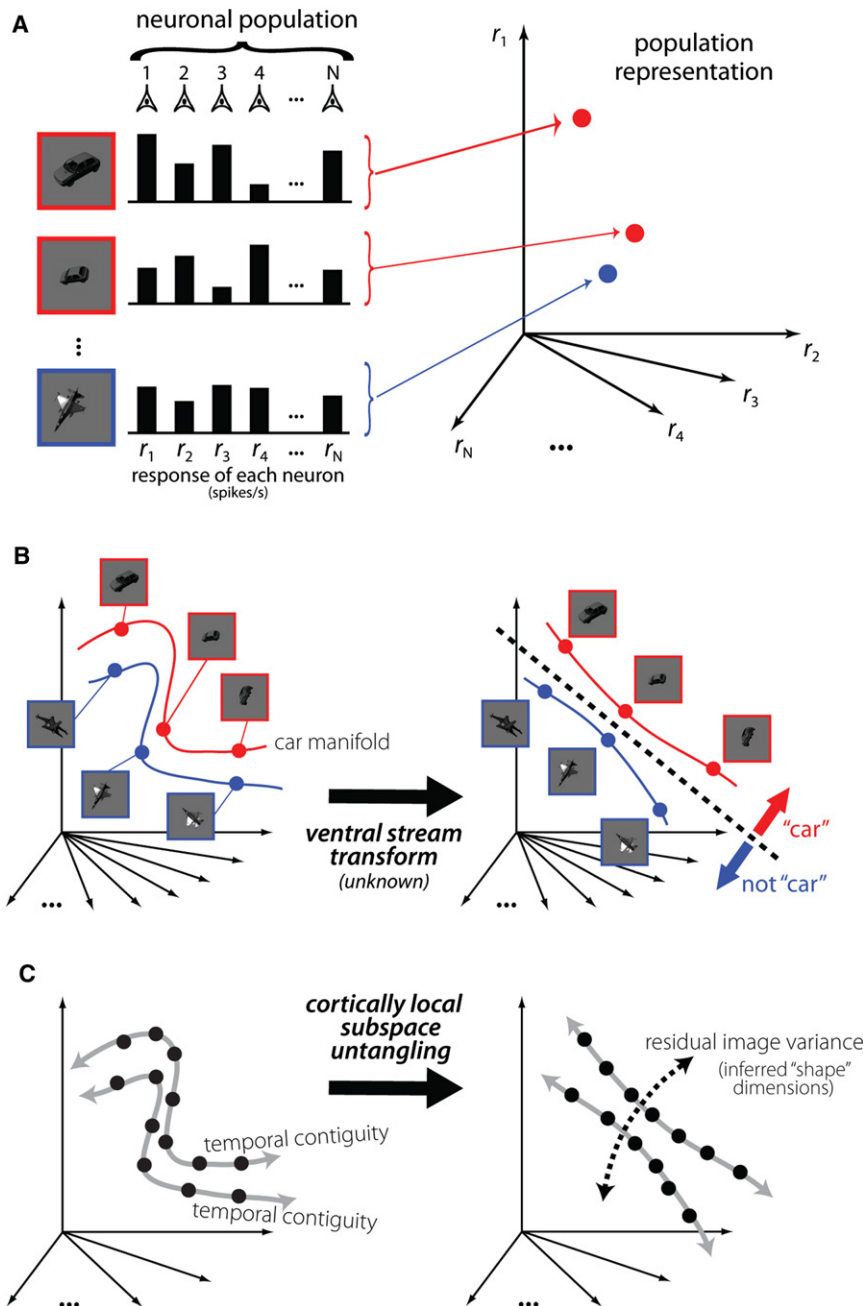 A
neuronal population
1 2 3 4 ... N
r1
population
representation
...
...
r2
r3
r4
rN
...
...
...
r1 r2 r3 r4 ... rN
response of each neuron
(spikes/s)
B
car manifold
ventral stream
transform
(unknown)
"car"
not "car"
...
...
C
cortically local
subspace
untangling
residual image variance
(inferred "shape"
dimensions)
temporal contiguity
temporal contiguity
...
...